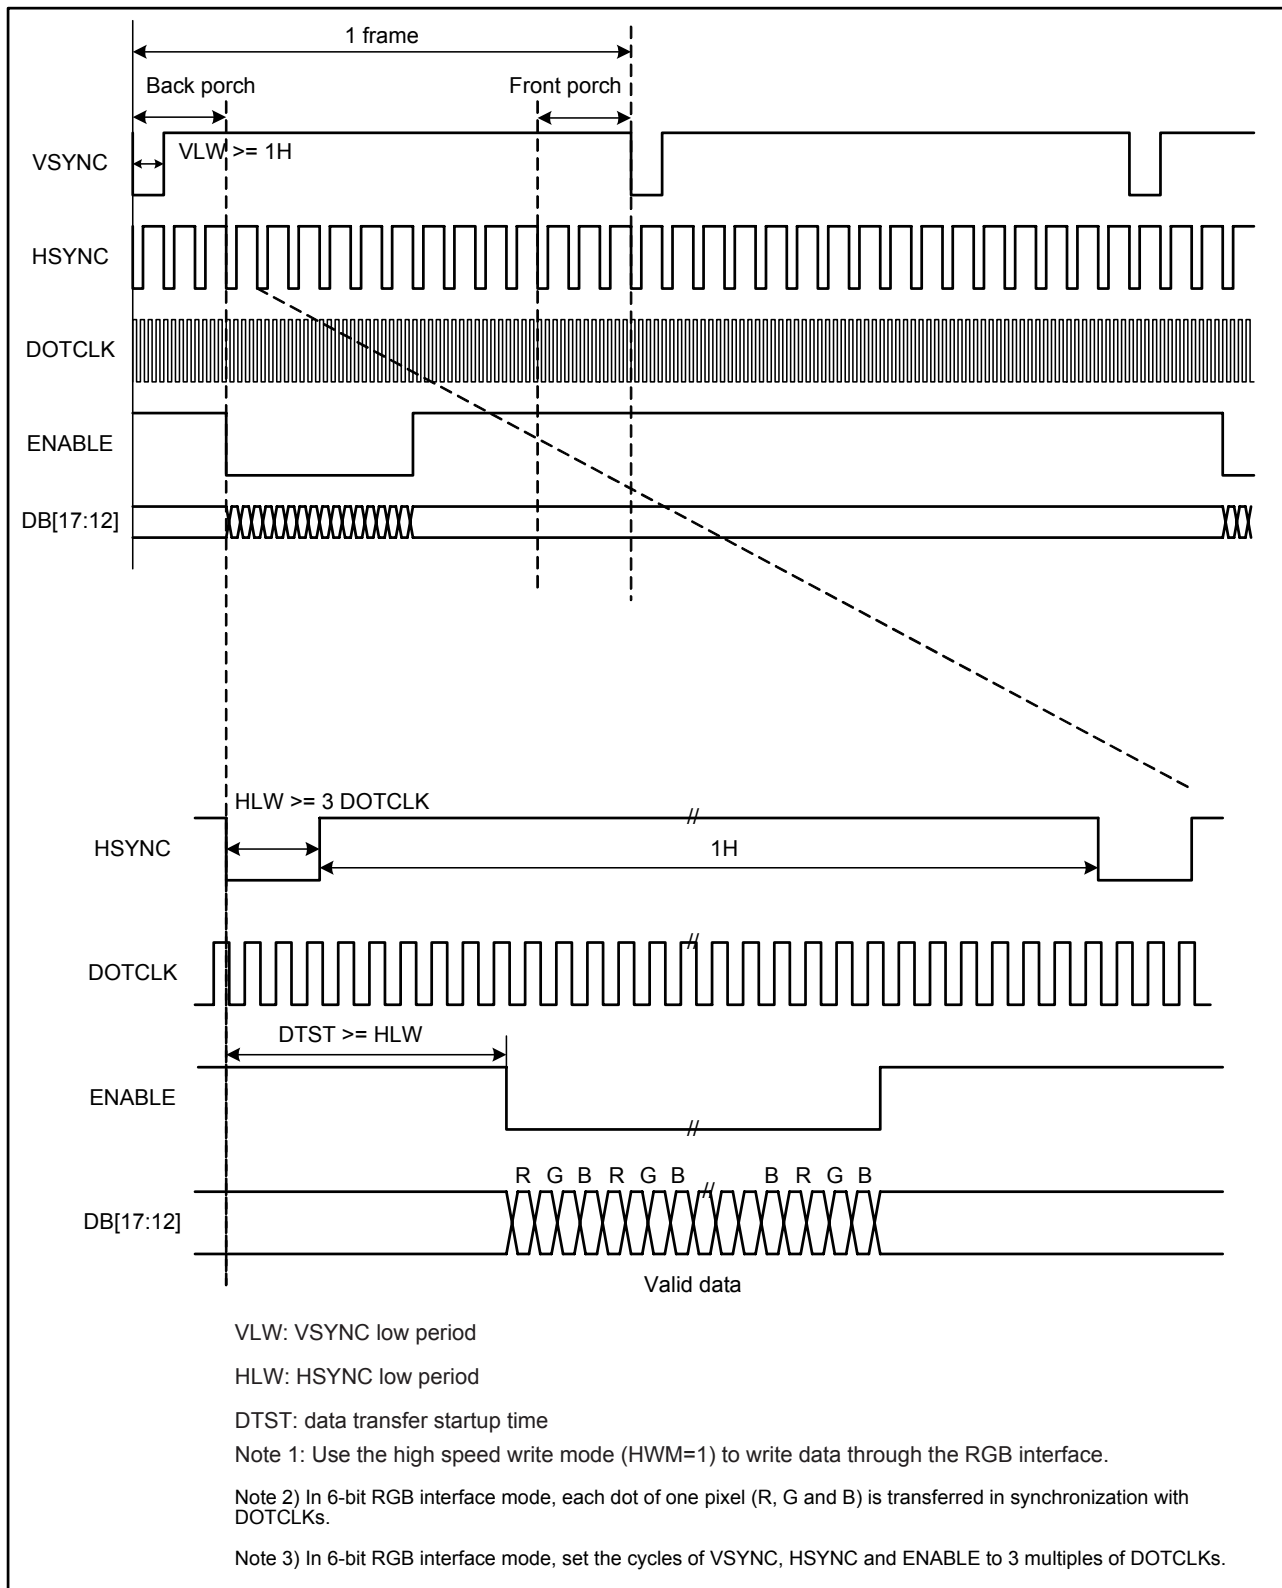 1 frame
Back porch
Front porch
VLW >= 1H
VSYNC
HSYNC
DOTCLK
ENABLE
DB[17:12]
HLW >= 3 DOTCLK
//
HSYNC
1H
//
DOTCLK
DTST >= HLW
ENABLE
//
R G B R G B // B R G B
DB[17:12]
Valid data
VLW: VSYNC low period
HLW: HSYNC low period
DTST: data transfer startup time
Note 1: Use the high speed write mode (HWM=1) to write data through the RGB interface.
Note 2) In 6-bit RGB interface mode, each dot of one pixel (R, G and B) is transferred in synchronization with
DOTCLKs.
Note 3) In 6-bit RGB interface mode, set the cycles of VSYNC, HSYNC and ENABLE to 3 multiples of DOTCLKs.